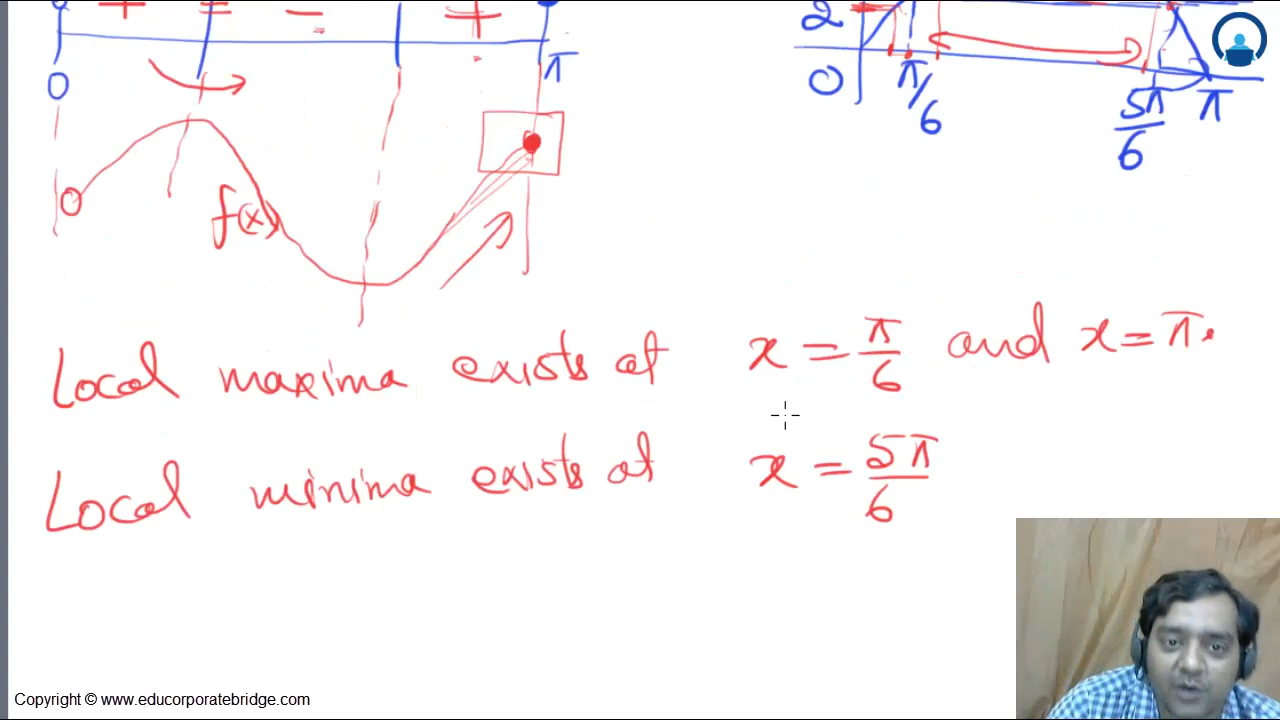 + = - = +
0 π
f(x)
2
0 π/6 5π/6 π
Local maxima exists at x = π/6 and x = π.
Local minima exists at x = 5π/6
Copyright © www.educorporatebridge.com